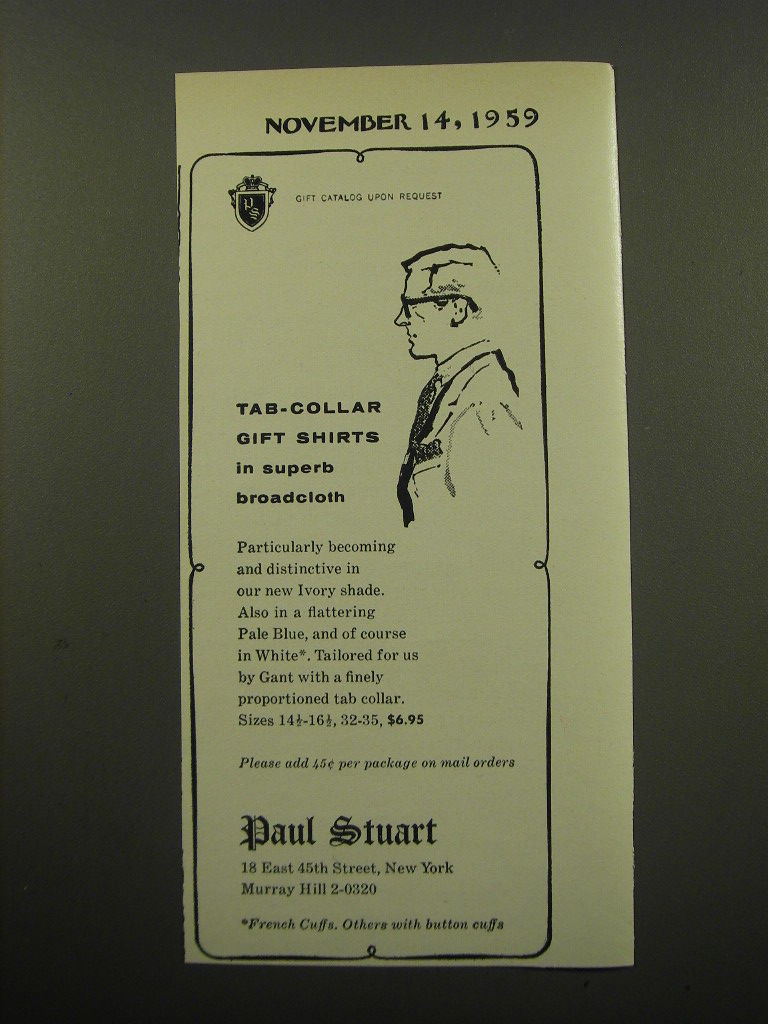 NOVEMBER 14, 1959
PS
GIFT CATALOG UPON REQUEST
TAB-COLLAR
GIFT SHIRTS
in superb
broadcloth
Particularly becoming
and distinctive in
our new Ivory shade.
Also in a flattering
Pale Blue, and of course
in White*. Tailored for us
by Gant with a finely
proportioned tab collar.
Sizes 14½-16½, 32-35, $6.95
Please add 45¢ per package on mail orders
Paul Stuart
18 East 45th Street, New York
Murray Hill 2-0320
*French Cuffs. Others with button cuffs